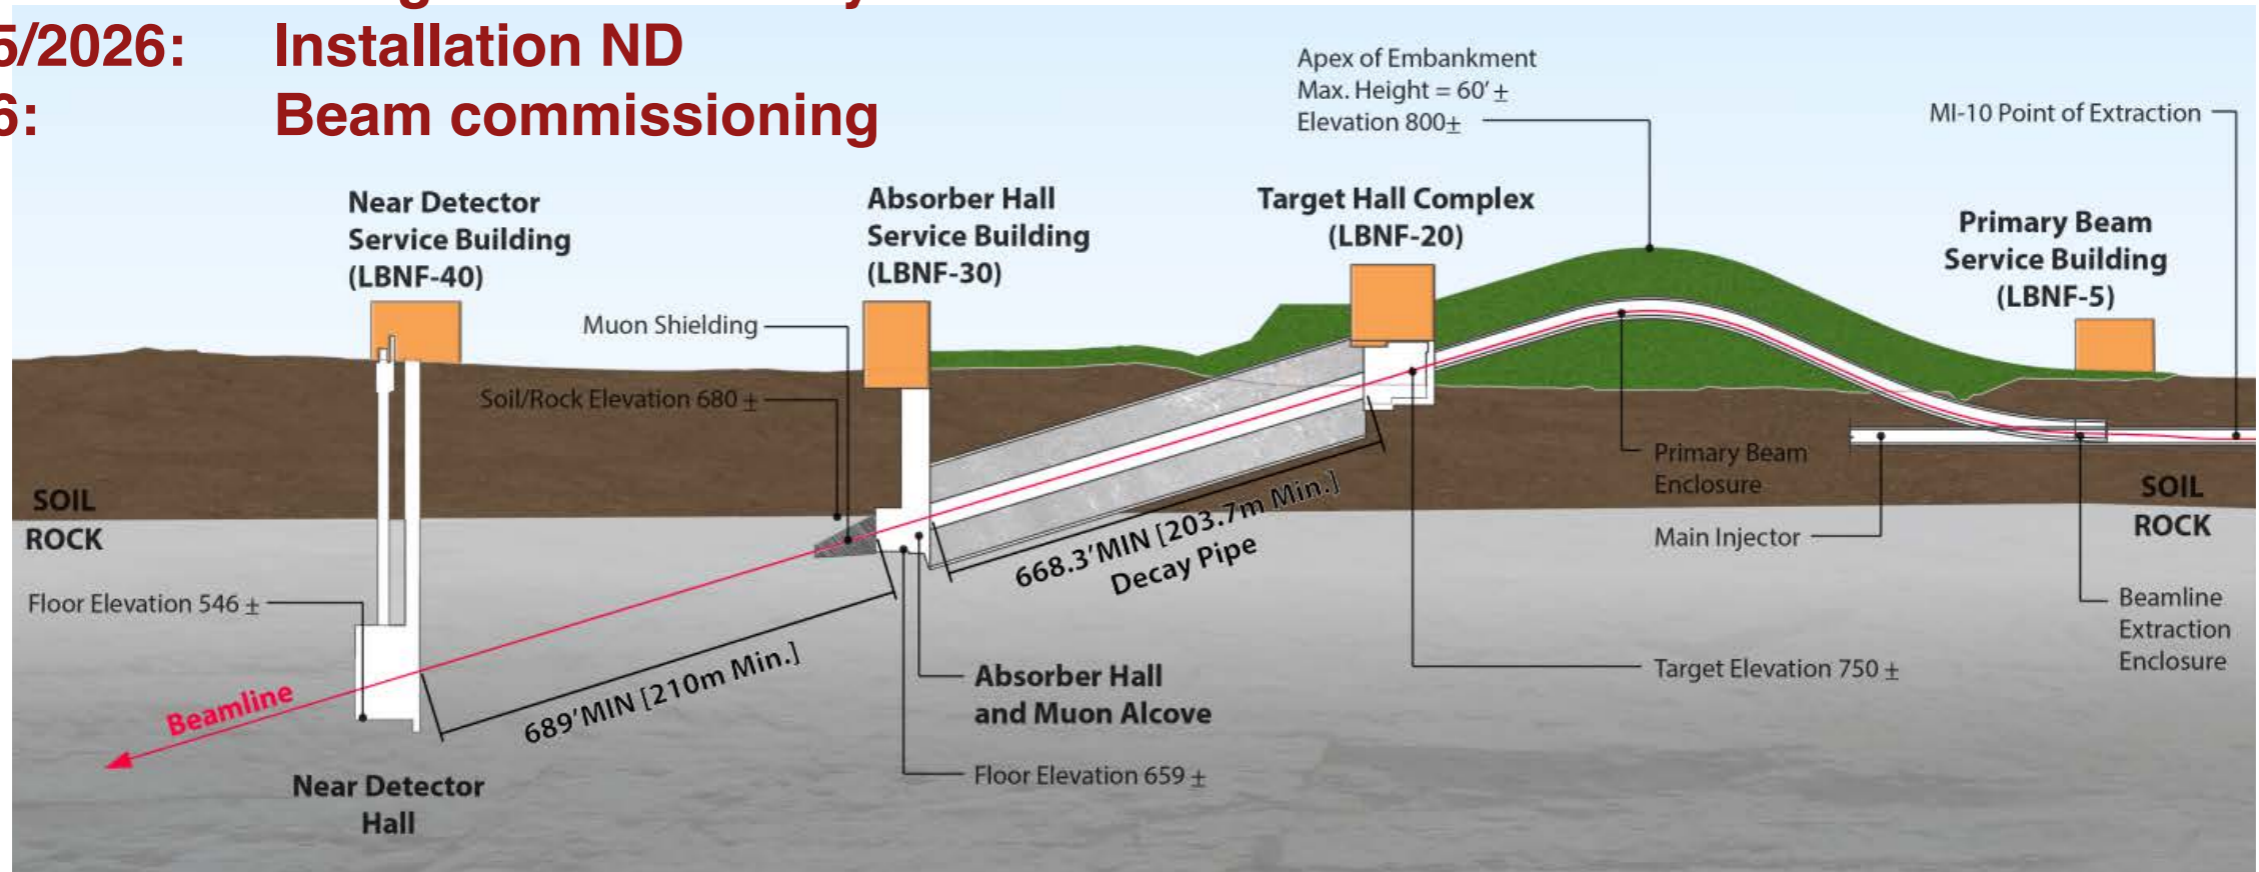 5/2026: Installation ND
6: Beam commissioning
Apex of Embankment
Max. Height = 60' ±
Elevation 800±
MI-10 Point of Extraction
Near Detector
Service Building
(LBNF-40)
Absorber Hall
Service Building
(LBNF-30)
Target Hall Complex
(LBNF-20)
Primary Beam
Service Building
(LBNF-5)
Muon Shielding
Soil/Rock Elevation 680 ±
SOIL
ROCK
Floor Elevation 546 ±
Beamline
689'MIN [210m Min.]
668.3'MIN [203.7m Min.]
Decay Pipe
Primary Beam
Enclosure
Main Injector
SOIL
ROCK
Beamline
Extraction
Enclosure
Target Elevation 750 ±
Absorber Hall
and Muon Alcove
Floor Elevation 659 ±
Near Detector
Hall